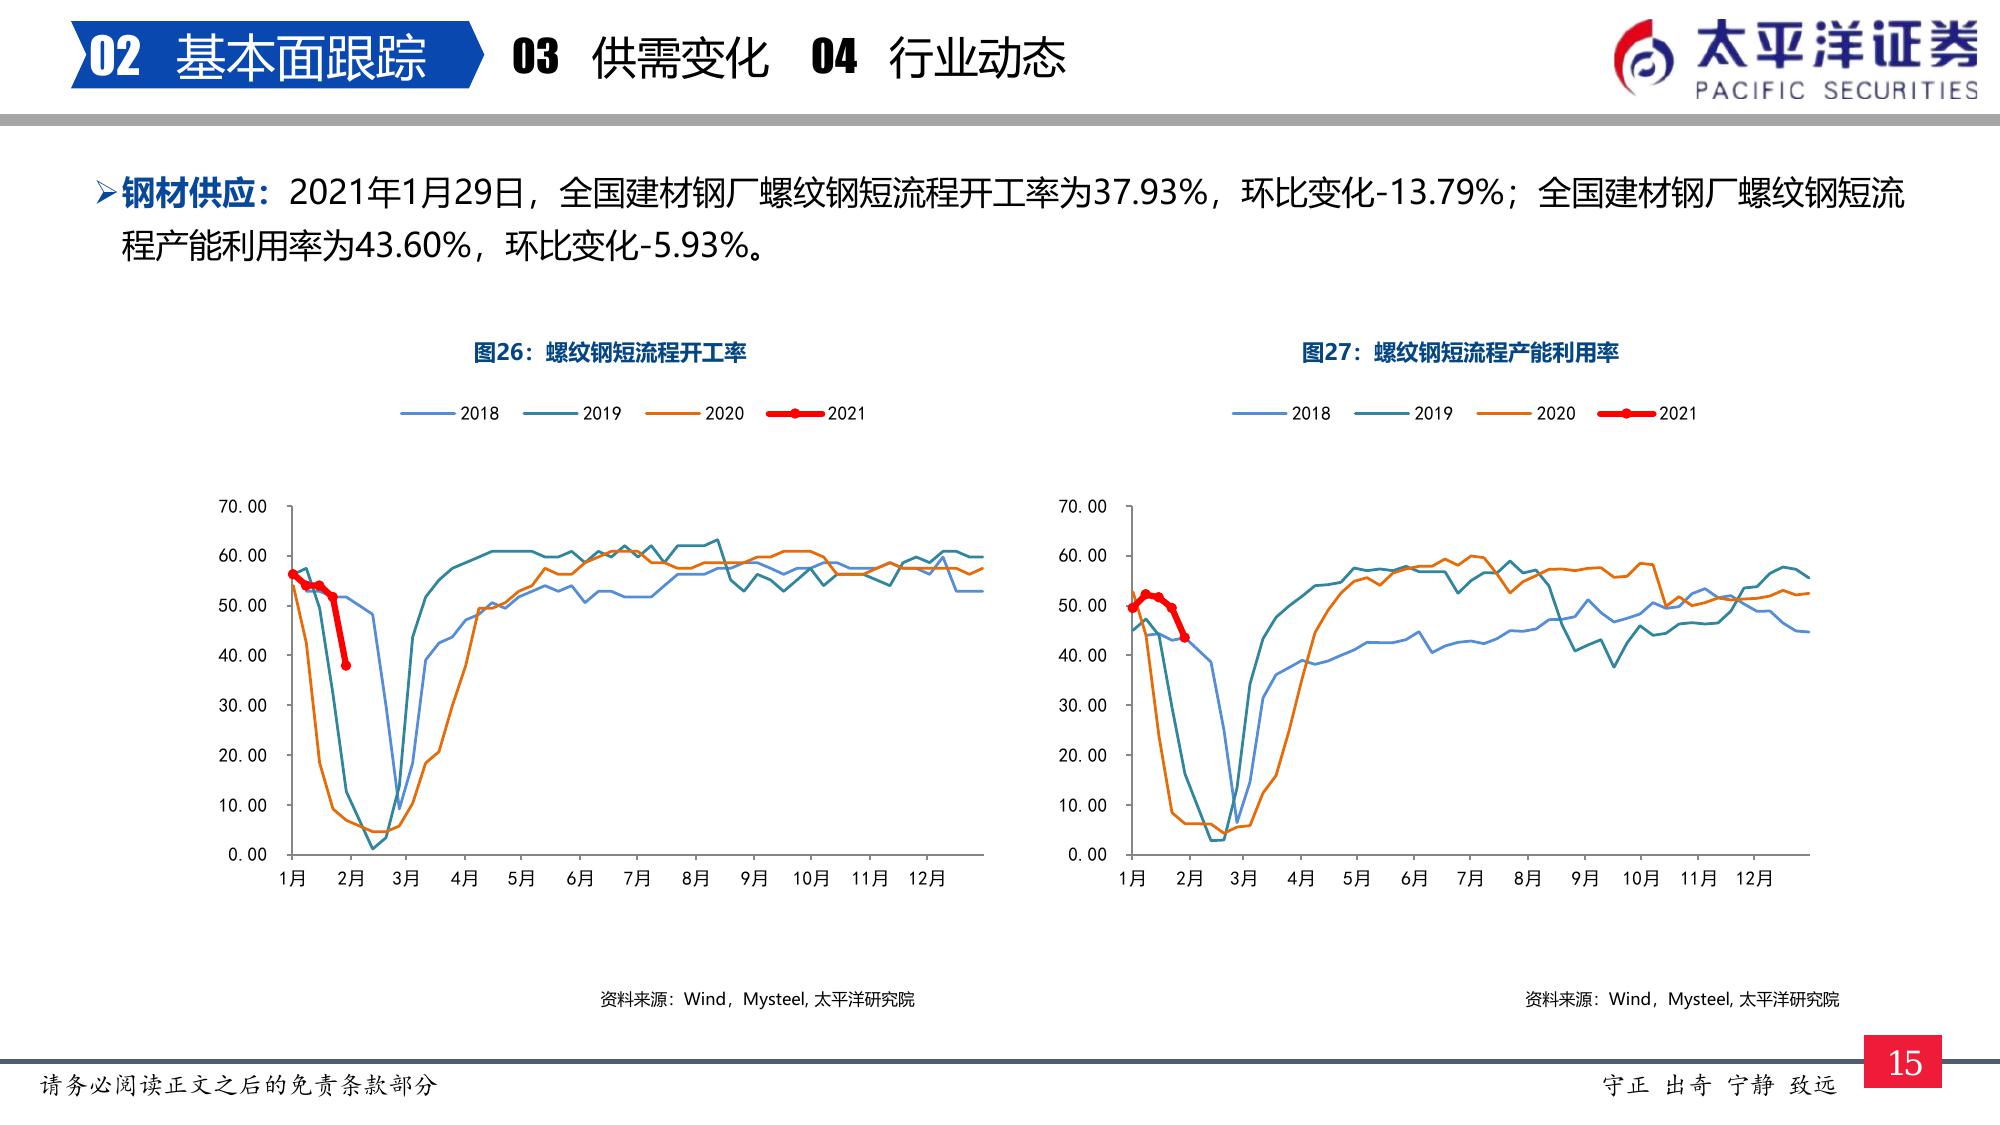 02 基本面跟踪 03 供需变化 04 行业动态
太平洋证券
PACIFIC SECURITIES
➢钢材供应：2021年1月29日，全国建材钢厂螺纹钢短流程开工率为37.93%，环比变化-13.79%；全国建材钢厂螺纹钢短流
程产能利用率为43.60%，环比变化-5.93%。
图26：螺纹钢短流程开工率
2018 2019 2020 2021
70.00
60.00
50.00
40.00
30.00
20.00
10.00
0.00
1月 2月 3月 4月 5月 6月 7月 8月 9月 10月 11月 12月
资料来源：Wind，Mysteel, 太平洋研究院
图27：螺纹钢短流程产能利用率
2018 2019 2020 2021
70.00
60.00
50.00
40.00
30.00
20.00
10.00
0.00
1月 2月 3月 4月 5月 6月 7月 8月 9月 10月 11月 12月
资料来源：Wind，Mysteel, 太平洋研究院
请务必阅读正文之后的免责条款部分
守正 出奇 宁静 致远
15